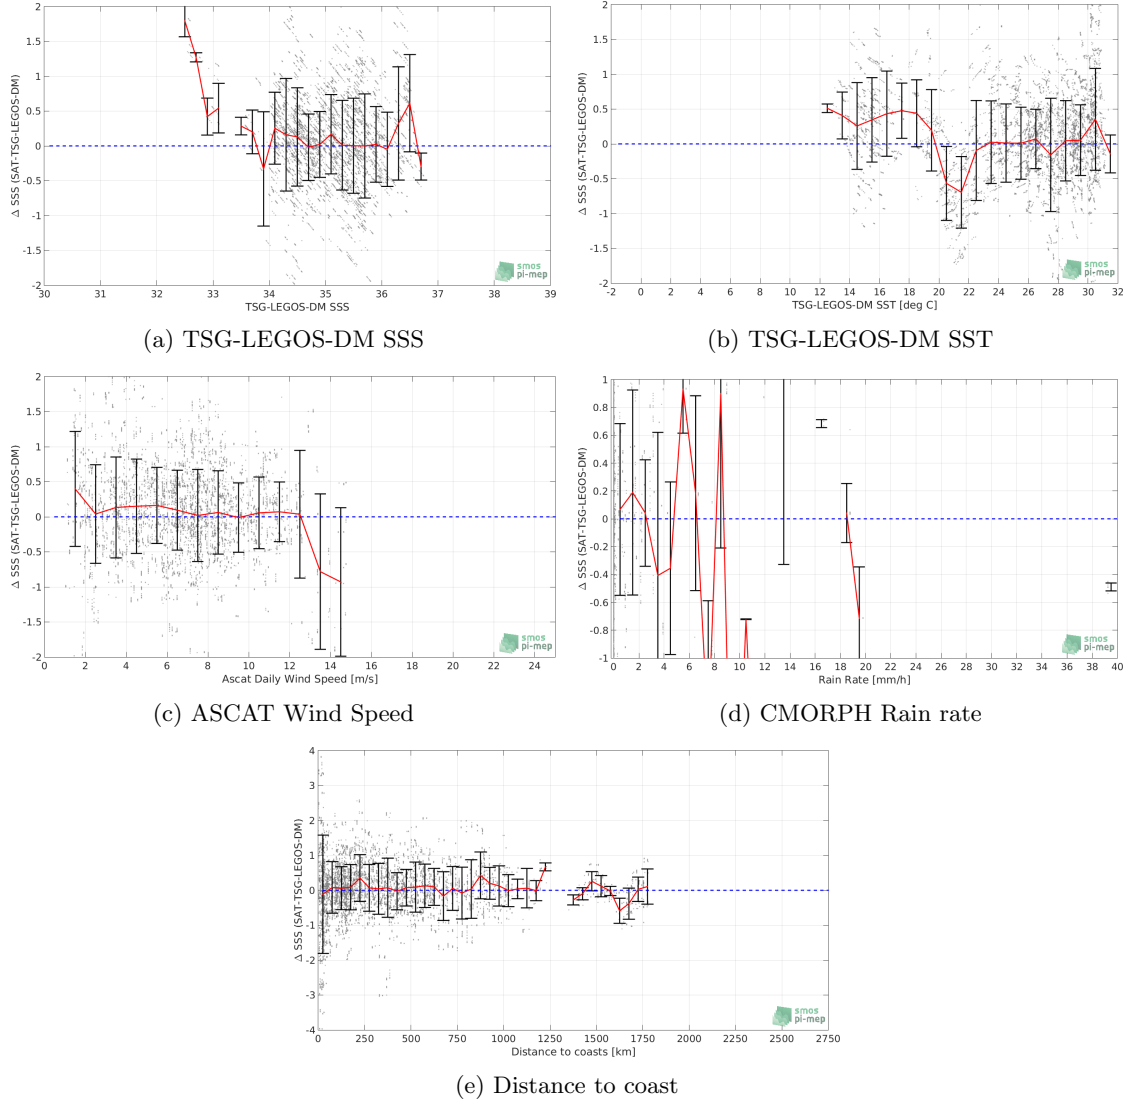 2
1.5
1
0.5
0
-0.5
-1
-1.5
-2
Δ SSS (SAT-TSG-LEGOS-DM)
30 31 32 33 34 35 36 37 38 39
TSG-LEGOS-DM SSS
smos
pi-mep
(a) TSG-LEGOS-DM SSS
2
1.5
1
0.5
0
-0.5
-1
-1.5
-2
Δ SSS (SAT-TSG-LEGOS-DM)
-2 0 2 4 6 8 10 12 14 16 18 20 22 24 26 28 30 32
TSG-LEGOS-DM SST [deg C]
smos
pi-mep
(b) TSG-LEGOS-DM SST
2
1.5
1
0.5
0
-0.5
-1
-1.5
-2
Δ SSS (SAT-TSG-LEGOS-DM)
2 4 6 8 10 12 14 16 18 20 22 24
Ascat Daily Wind Speed [m/s]
smos
pi-mep
(c) ASCAT Wind Speed
1
0.8
0.6
0.4
0.2
0
-0.2
-0.4
-0.6
-0.8
-1
Δ SSS (SAT-TSG-LEGOS-DM)
0 2 4 6 8 10 12 14 16 18 20 22 24 26 28 30 32 34 36 38 40
Rain Rate [mm/h]
smos
pi-mep
(d) CMORPH Rain rate
4
3
2
1
0
-1
-2
-3
-4
Δ SSS (SAT-TSG-LEGOS-DM)
0 250 500 750 1000 1250 1500 1750 2000 2250 2500 2750
Distance to coasts [km]
smos
pi-mep
(e) Distance to coast